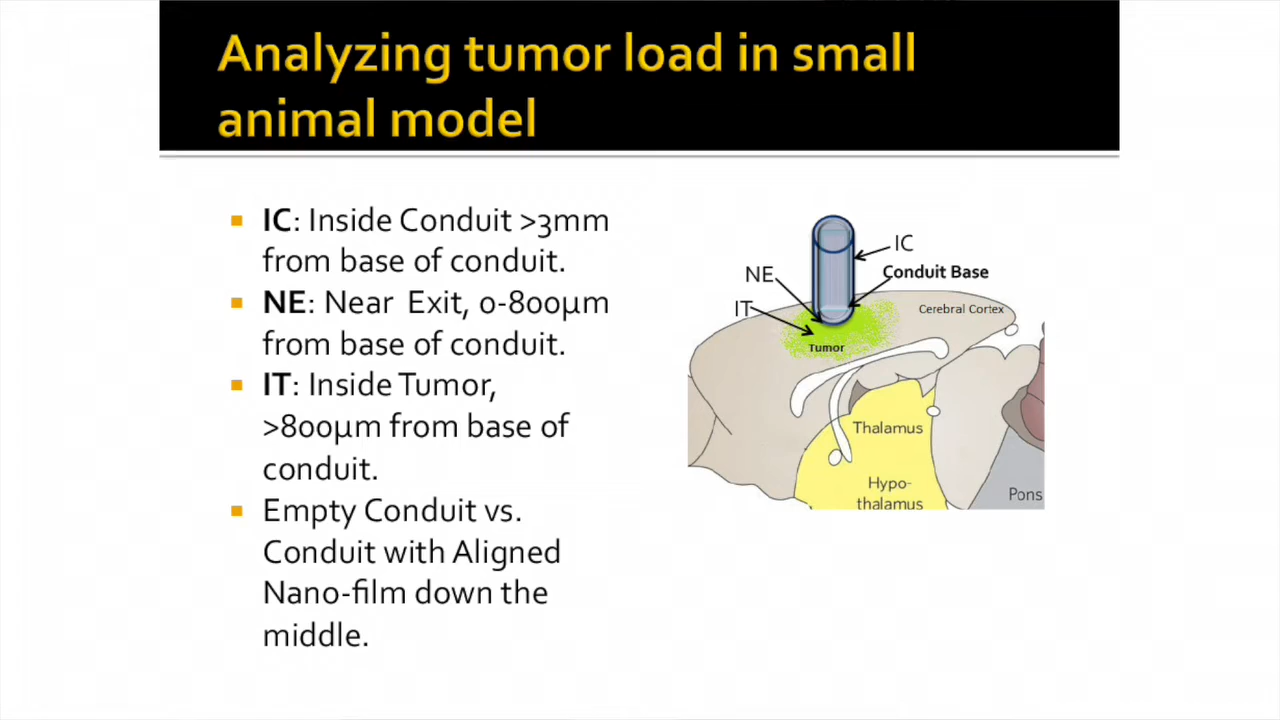 Analyzing tumor load in small
animal model
IC: Inside Conduit >3mm
from base of conduit.
NE: Near Exit, 0-800µm
from base of conduit.
IT: Inside Tumor,
>800µm from base of
conduit.
Empty Conduit vs.
Conduit with Aligned
Nano-film down the
middle.
IC
NE
Conduit Base
IT
Cerebral Cortex
Tumor
Thalamus
Hypo-
thalamus
Pons